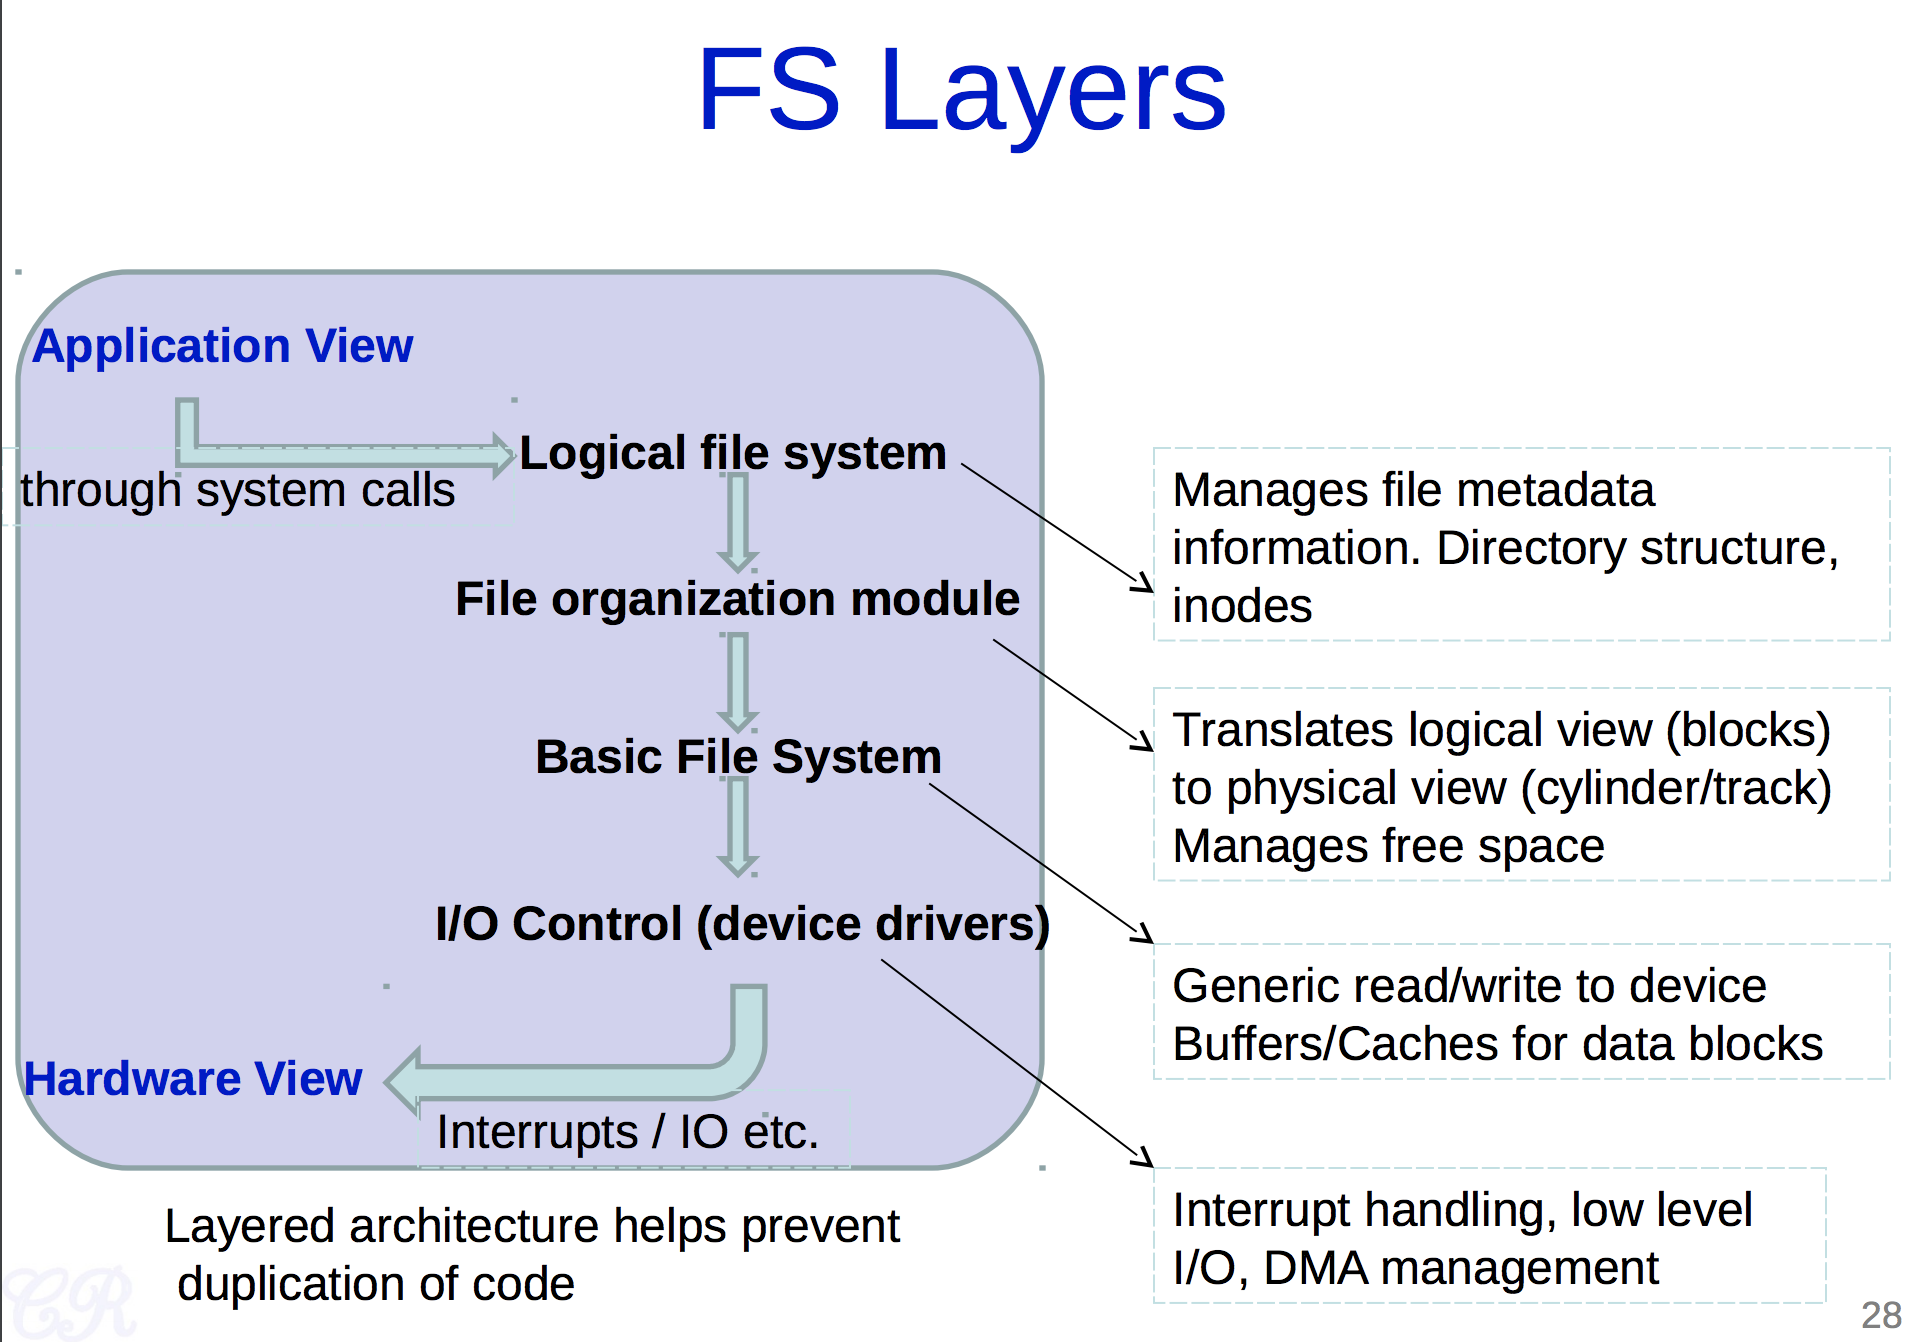 FS Layers
Application View
Logical file system
through system calls
File organization module
Basic File System
I/O Control (device drivers)
Hardware View
Interrupts / IO etc.
Manages file metadata
information. Directory structure,
inodes
Translates logical view (blocks)
to physical view (cylinder/track)
Manages free space
Generic read/write to device
Buffers/Caches for data blocks
Interrupt handling, low level
I/O, DMA management
Layered architecture helps prevent
duplication of code
28